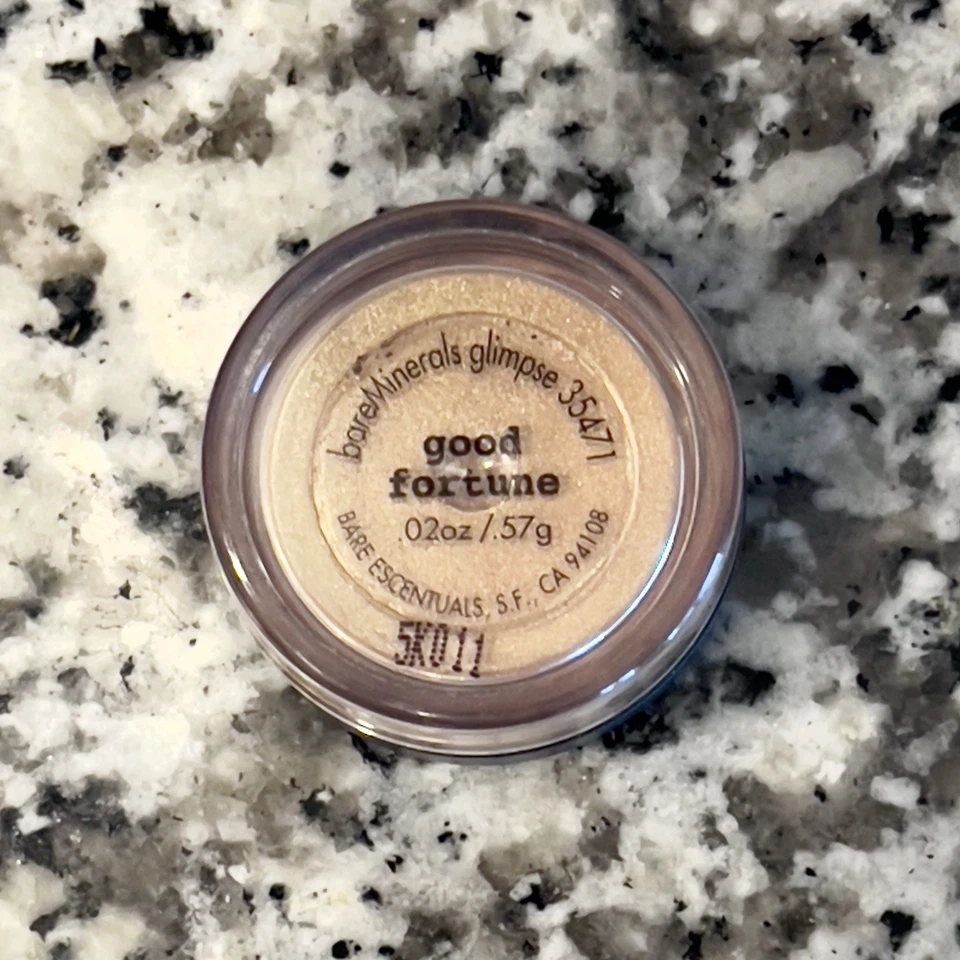 bareMinerals glimpse 35471
good
fortune
.02oz /.57g
BARE ESCENTUALS, S.F., CA 94108
5K011